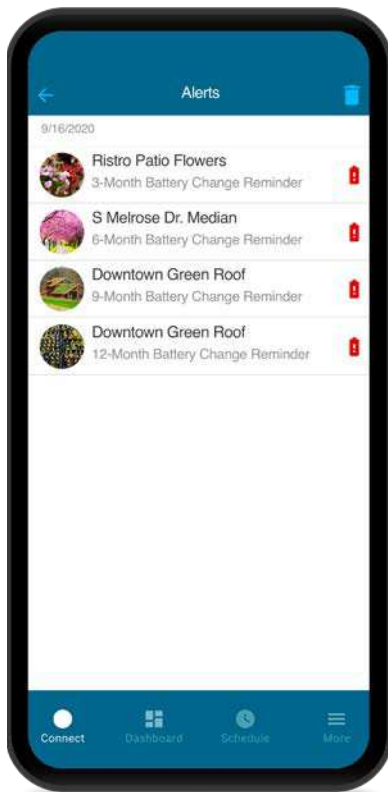 Alerts
9/16/2020
Ristro Patio Flowers
3-Month Battery Change Reminder
S Melrose Dr. Median
6-Month Battery Change Reminder
Downtown Green Roof
9-Month Battery Change Reminder
Downtown Green Roof
12-Month Battery Change Reminder
Connect Dashboard Schedule More